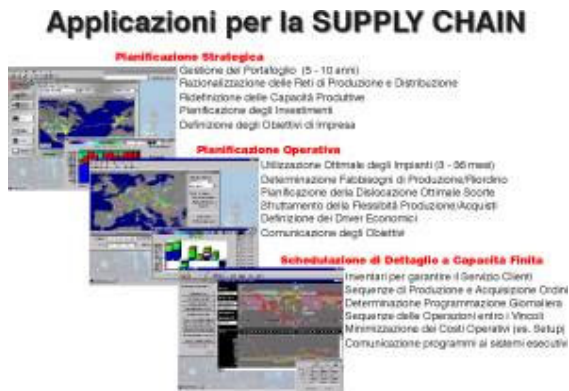 Applicazioni per la SUPPLY CHAIN
Pianificazione Strategica
Gestione del Portafoglio (5 - 10 anni)
Razionalizzazione delle Reti di Produzione e Distribuzione
Ridefinizione delle Capacità Produttive
Pianificazione degli Investimenti
Definizione degli Obiettivi di Impresa
Pianificazione Operativa
Utilizzazione Ottimale degli Impianti (3 - 36 mesi)
Determinazione Fabbisogni di Produzione/Riordino
Pianificazione della Dislocazione Ottimale Scorte
Sfruttamento della Flessibità Produzione/Acquisti
Definizione dei Driver Economici
Comunicazione degli Obiettivi
Schedulazione di Dettaglio a Capacità Finita
Inventari per garantire il Servizio Clienti
Sequenze di Produzione e Acquisizione Ordini
Determinazione Programmazione Giornaliera
Sequenze delle Operazioni entro i Vincoli
Minimizzazione dei Costi Operativi (es. Setup)
Comunicazione programmi ai sistemi esecutivi